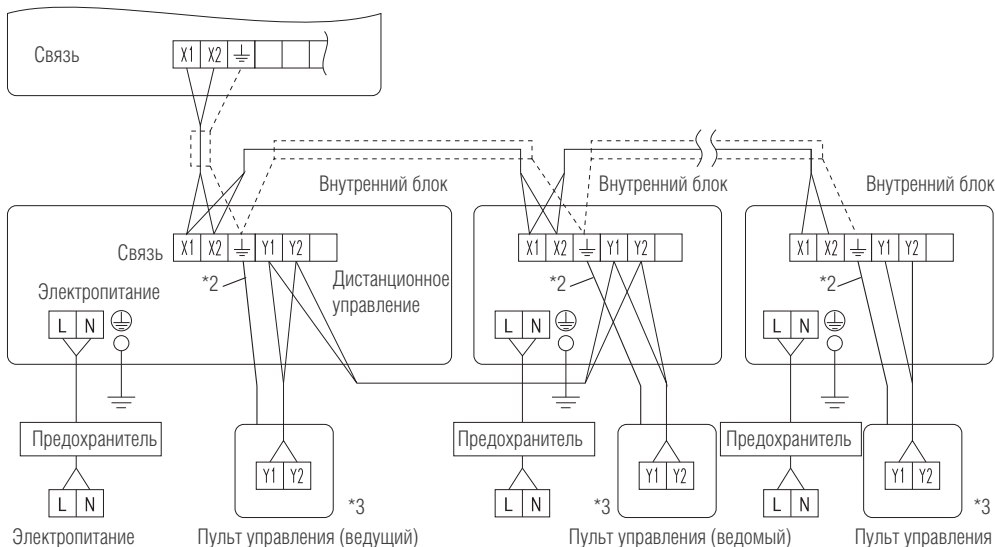 Связь X1 X2
Внутренний блок Внутренний блок Внутренний блок
Связь X1 X2 Y1 Y2 X1 X2 Y1 Y2 X1 X2 Y1 Y2
*2 Дистанционное *2 *2
Электропитание управление
L N L N L N
Предохранитель Предохранитель Предохранитель
Y1 Y2 Y1 Y2 Y1 Y2
L N *3 L N *3 L N *3
Электропитание Пульт управления (ведущий) Пульт управления (ведомый) Пульт управления